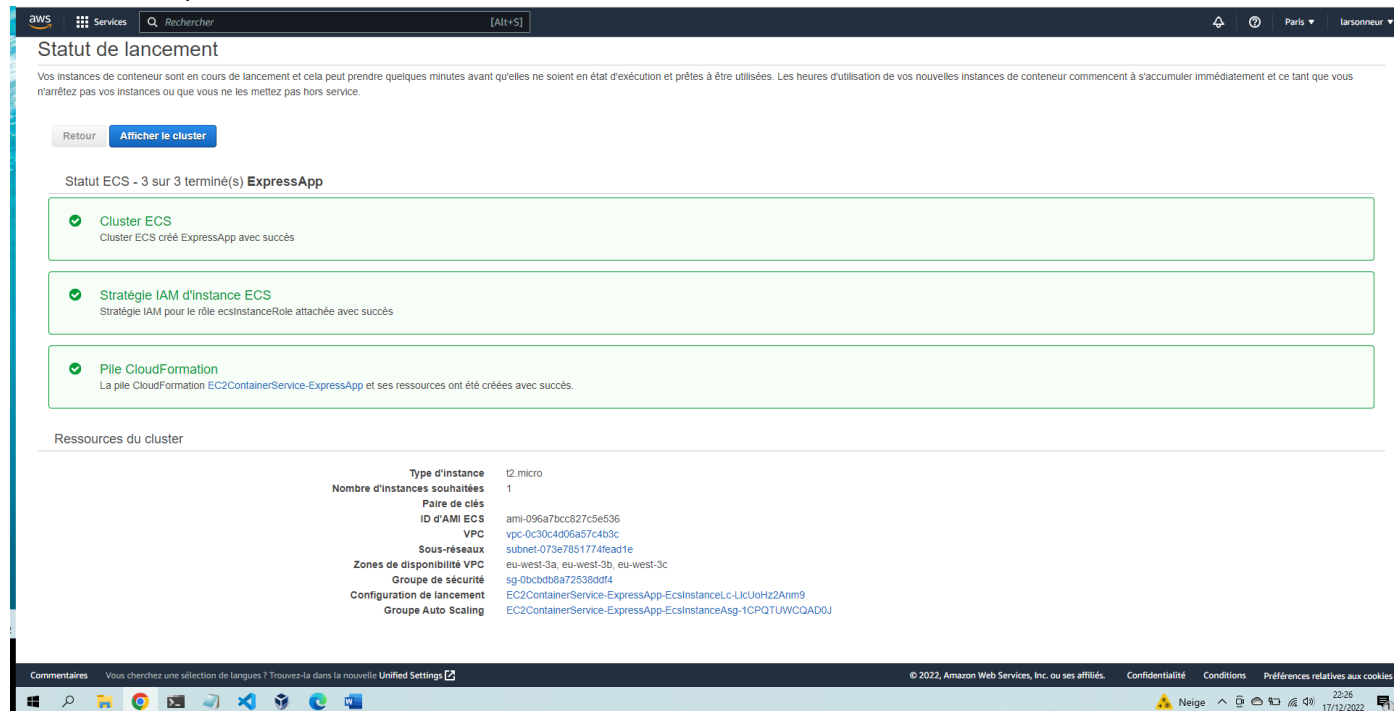 aws
Services
Rechercher
[Alt+S]
Paris
larsonneur
Statut de lancement
Vos instances de conteneur sont en cours de lancement et cela peut prendre quelques minutes avant qu'elles ne soient en état d'exécution et prêtes à être utilisées. Les heures d'utilisation de vos nouvelles instances de conteneur commencent à s'accumuler immédiatement et ce tant que vous
n'arrêtez pas vos instances ou que vous ne les mettez pas hors service.
Retour
Afficher le cluster
Statut ECS - 3 sur 3 terminé(s) ExpressApp
Cluster ECS
Cluster ECS créé ExpressApp avec succès
Stratégie IAM d'instance ECS
Stratégie IAM pour le rôle ecsInstanceRole attachée avec succès
Pile CloudFormation
La pile CloudFormation EC2ContainerService-ExpressApp et ses ressources ont été créées avec succès.
Ressources du cluster
Type d'instance t2.micro
Nombre d'instances souhaitées 1
Paire de clés
ID d'AMI ECS ami-096a7bcc827c5e536
VPC vpc-0c30c4d06a57c4b3c
Sous-réseaux subnet-073e7851774fead1e
Zones de disponibilité VPC eu-west-3a, eu-west-3b, eu-west-3c
Groupe de sécurité sg-0bcbdb8a72538ddf4
Configuration de lancement EC2ContainerService-ExpressApp-EcsInstanceLc-LlcUoHz2Anm9
Groupe Auto Scaling EC2ContainerService-ExpressApp-EcsInstanceAsg-1CPQTUWCQAD0J
Commentaires
Vous cherchez une sélection de langues ? Trouvez-la dans la nouvelle Unified Settings
© 2022, Amazon Web Services, Inc. ou ses affiliés.
Confidentialité
Conditions
Préférences relatives aux cookies
Neige
22:26
17/12/2022